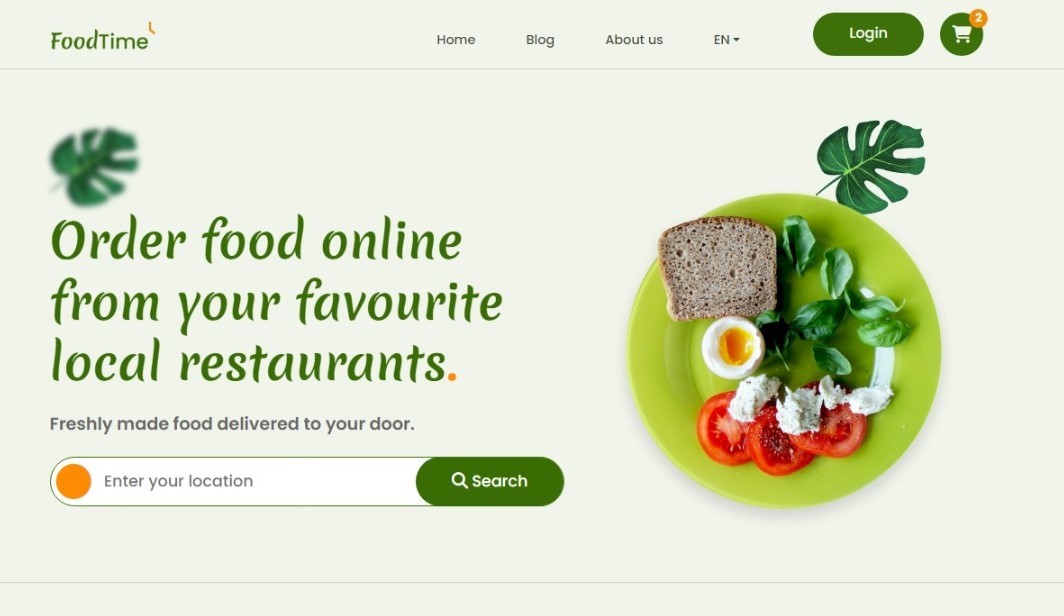 FoodTime
Home
Blog
About us
EN
Login
2
Order food online
from your favourite
local restaurants.
Freshly made food delivered to your door.
Enter your location
Search